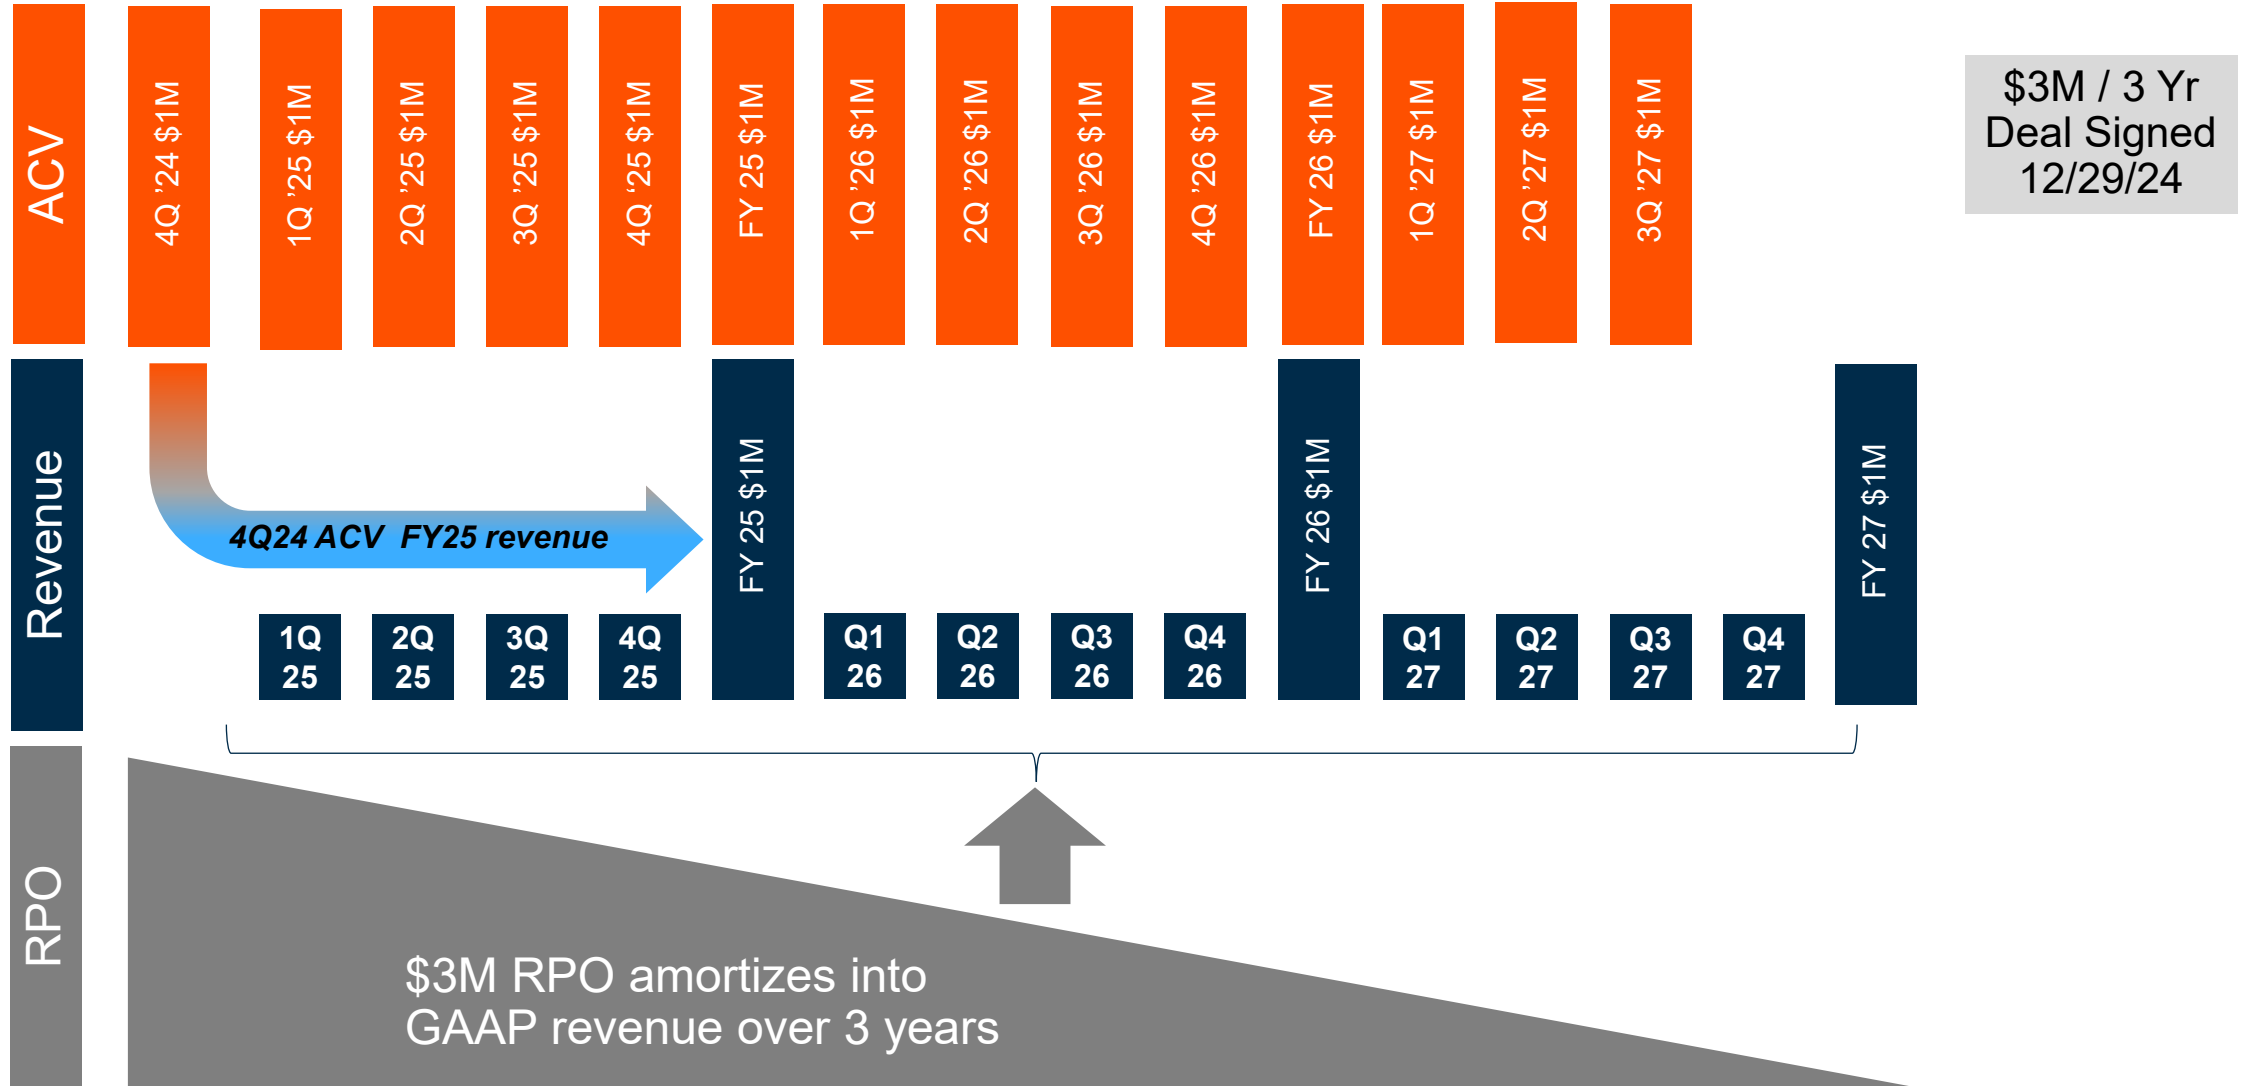 ACV
4Q ’24 $1M
1Q ’25 $1M
2Q ’25 $1M
3Q ’25 $1M
4Q ‘25 $1M
FY 25 $1M
1Q ’26 $1M
2Q ’26 $1M
3Q ’26 $1M
4Q ’26 $1M
FY 26 $1M
1Q ’27 $1M
2Q ’27 $1M
3Q ’27 $1M
$3M / 3 Yr
Deal Signed
12/29/24
Revenue
4Q24 ACV  FY25 revenue
1Q
25
2Q
25
3Q
25
4Q
25
FY 25 $1M
Q1
26
Q2
26
Q3
26
Q4
26
FY 26 $1M
Q1
27
Q2
27
Q3
27
Q4
27
FY 27 $1M
RPO
$3M RPO amortizes into
GAAP revenue over 3 years